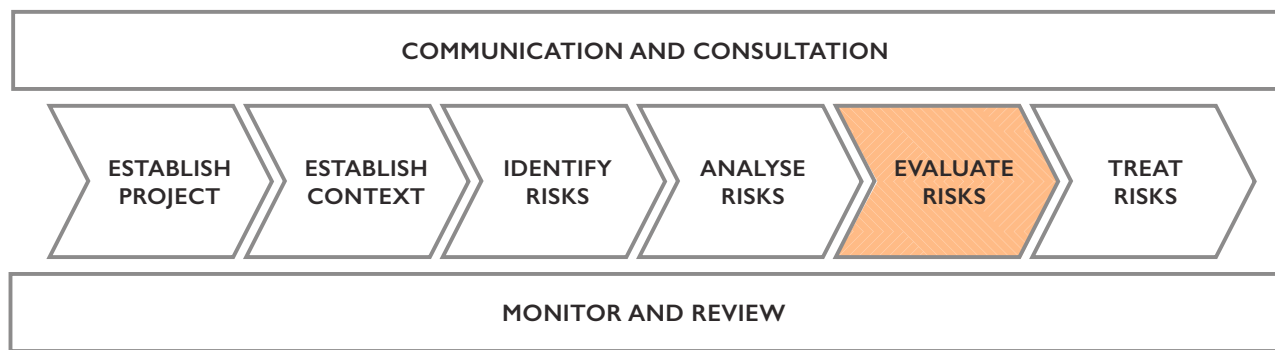 COMMUNICATION AND CONSULTATION
ESTABLISH
PROJECT
ESTABLISH
CONTEXT
IDENTIFY
RISKS
ANALYSE
RISKS
EVALUATE
RISKS
TREAT
RISKS
MONITOR AND REVIEW